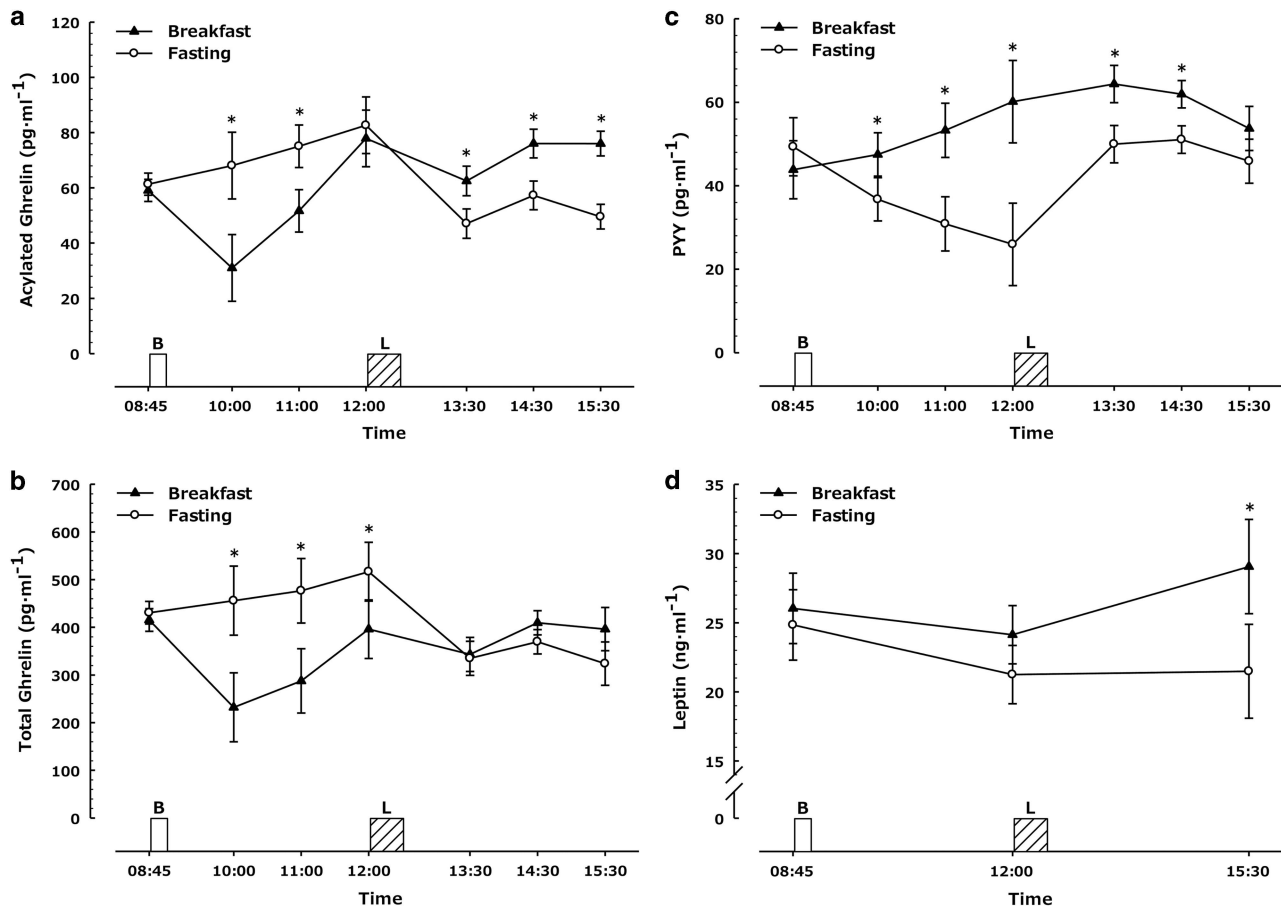 a
Acylated Ghrelin (pg·ml⁻¹)
120
100
80
60
40
20
0
Breakfast
Fasting
* * * * *
B L
08:45 10:00 11:00 12:00 13:30 14:30 15:30
Time
c
PYY (pg·ml⁻¹)
80
60
40
20
0
Breakfast
Fasting
* * * * *
B L
08:45 10:00 11:00 12:00 13:30 14:30 15:30
Time
b
Total Ghrelin (pg·ml⁻¹)
700
600
500
400
300
200
100
0
Breakfast
Fasting
* * *
B L
08:45 10:00 11:00 12:00 13:30 14:30 15:30
Time
d
Leptin (ng·ml⁻¹)
35
30
25
20
15
0
Breakfast
Fasting
*
B L
08:45 12:00 15:30
Time